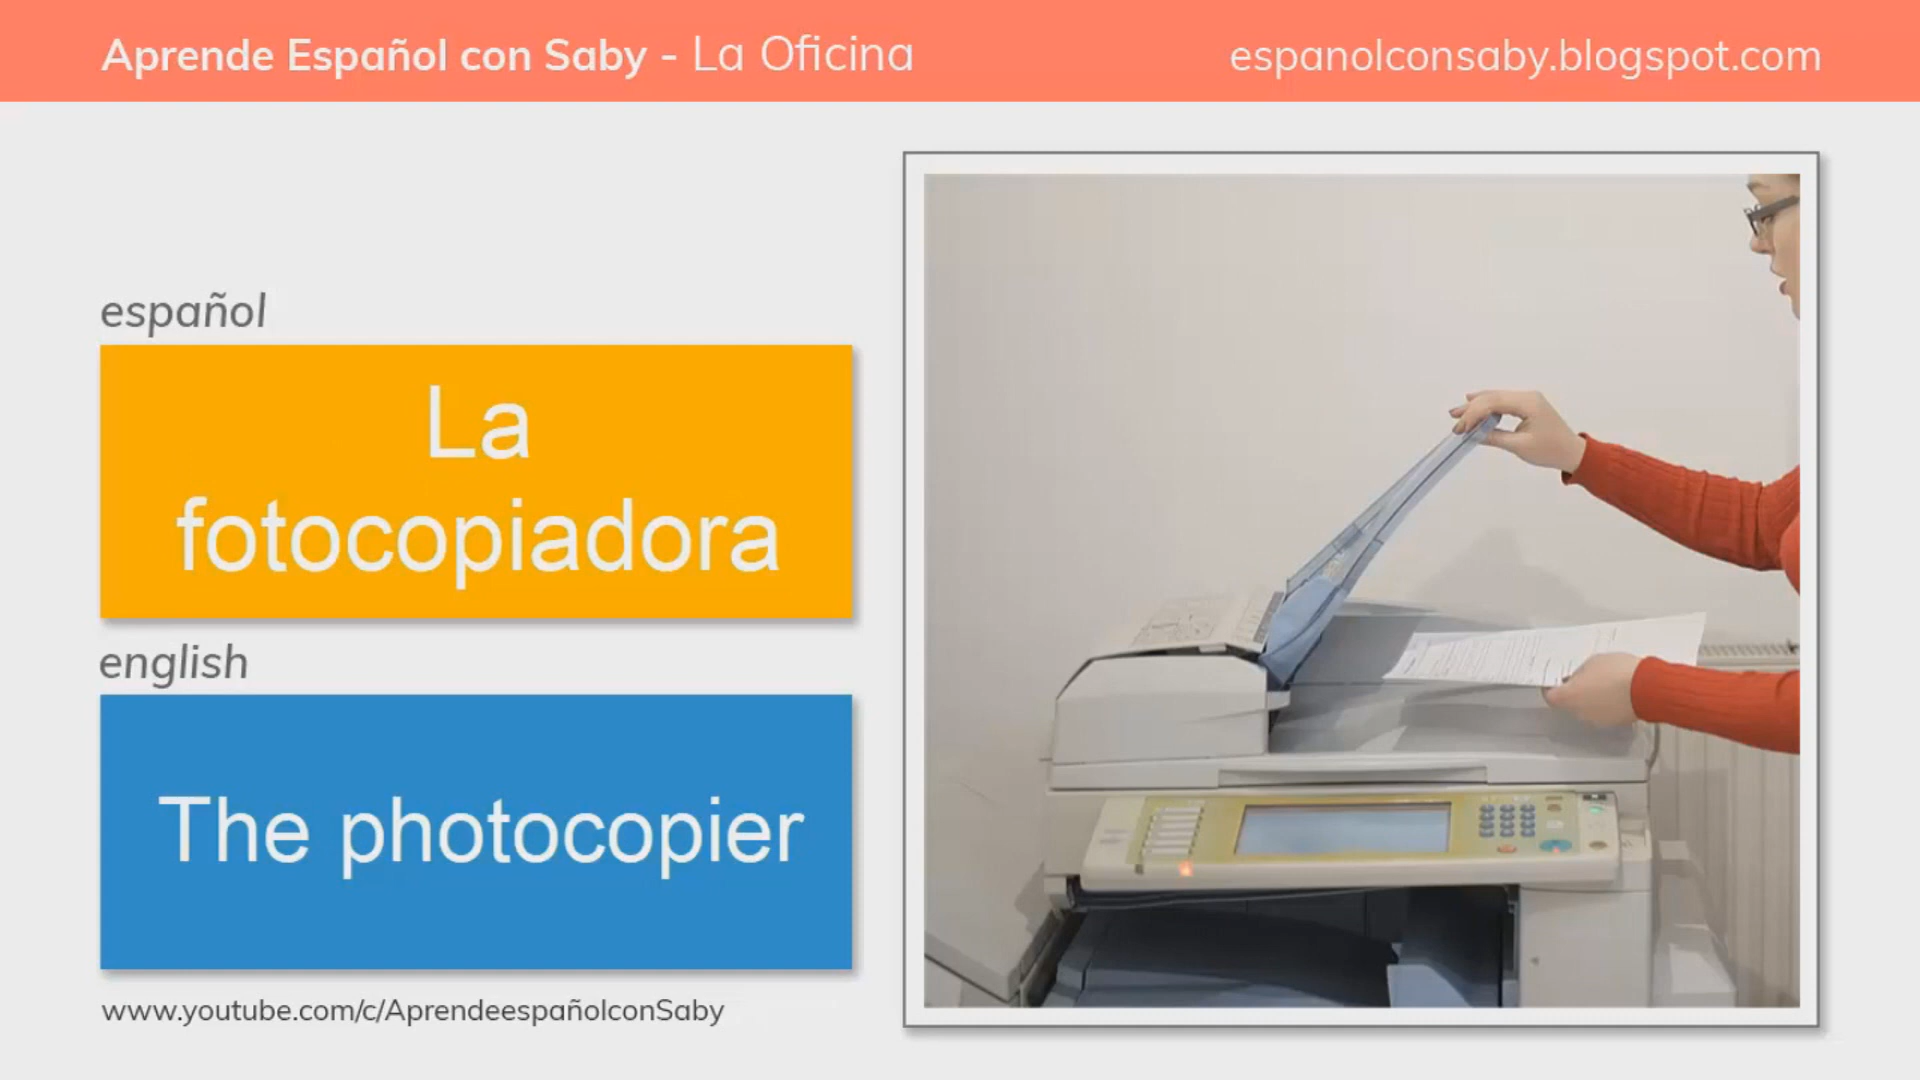 Aprende Español con Saby - La Oficina
espanolconsaby.blogspot.com
español
La
fotocopiadora
english
The photocopier
www.youtube.com/c/AprendeespañolconSaby